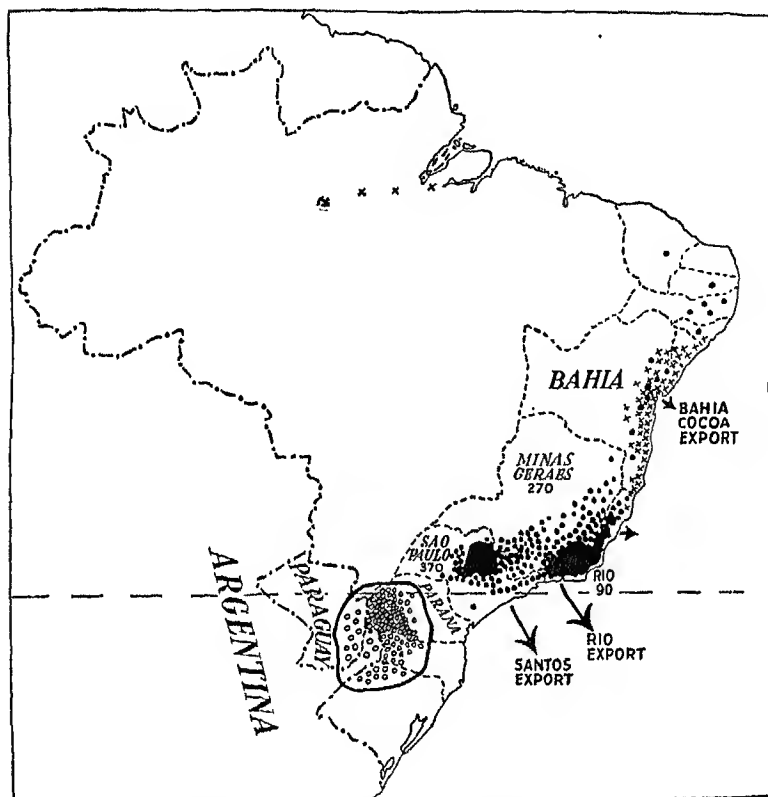 BAHIA
BAHIA
COCOA
EXPORT
MINAS
GERAES
270
SAO
PAULO
370
PARANA
RIO
90
RIO
EXPORT
SANTOS
EXPORT
PARAGUAY
ARGENTINA